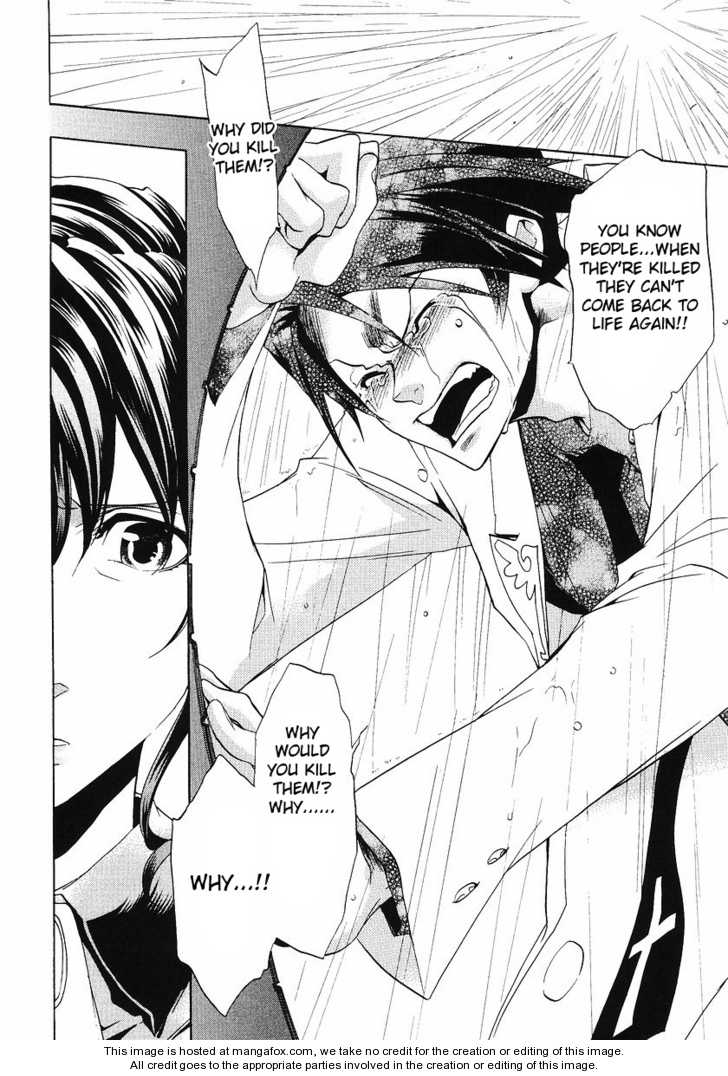 WHY DID
YOU KILL
THEM!?
YOU KNOW
PEOPLE...WHEN
THEY'RE KILLED
THEY CAN'T
COME BACK TO
LIFE AGAIN!!
WHY
WOULD
YOU KILL
THEM!?
WHY......
WHY...!!
This image is hosted at mangafox.com, we take no credit for the creation or editing of this image.
All credit goes to the appropriate parties involved in the creation or editing of this image.